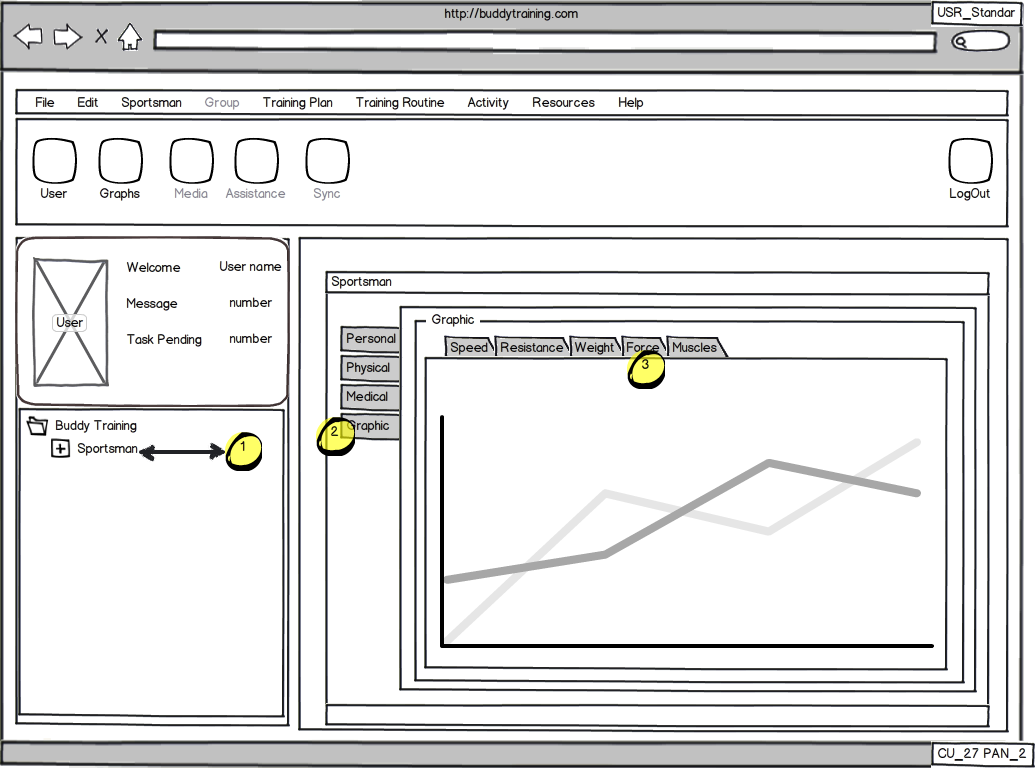 http://buddytraining.com
USR_Standar
File Edit Sportsman Group Training Plan Training Routine Activity Resources Help
User Graphs Media Assistance Sync LogOut
Welcome User name
Message number
User
Task Pending number
Buddy Training
Sportsman 1
Sportsman
Graphic
Personal
Physical
Medical
2 Graphic
Speed Resistance Weight Force Muscles
3
CU_27 PAN_2